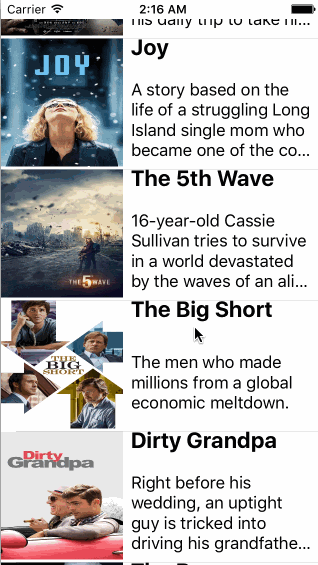 Carrier 2:16 AM
his daily trip to take hi...
JOY
Joy
A story based on the
life of a struggling Long
Island single mom who
became one of the co...
THE 5 WAVE
The 5th Wave
16-year-old Cassie
Sullivan tries to survive
in a world devastated
by the waves of an ali...
THE
BIG
SHORT
The Big Short
The men who made
millions from a global
economic meltdown.
Dirty
Grandpa
Dirty Grandpa
Right before his
wedding, an uptight
guy is tricked into
driving his grandfathe...